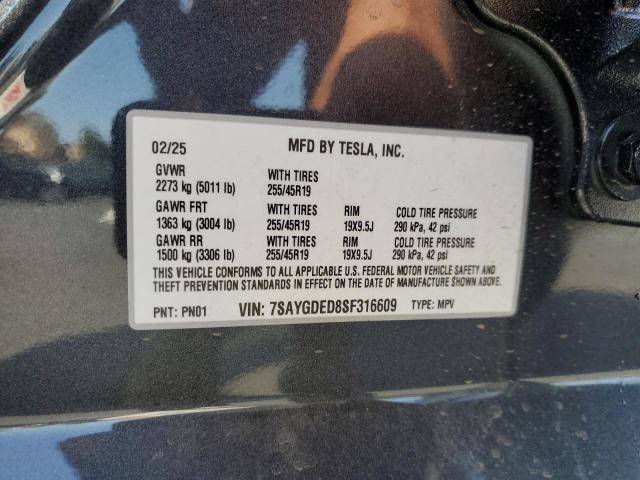 02/25 MFD BY TESLA, INC.
GVWR WITH TIRES
2273 kg (5011 lb) 255/45R19
GAWR FRT WITH TIRES RIM COLD TIRE PRESSURE
1363 kg (3004 lb) 255/45R19 19X9.5J 290 kPa, 42 psi
GAWR RR WITH TIRES RIM COLD TIRE PRESSURE
1500 kg (3306 lb) 255/45R19 19X9.5J 290 kPa, 42 psi
THIS VEHICLE CONFORMS TO ALL APPLICABLE U.S. FEDERAL MOTOR VEHICLE SAFETY AND
THEFT PREVENTION STANDARDS IN EFFECT ON THE DATE OF MANUFACTURE SHOWN ABOVE.
PNT: PN01 VIN: 7SAYGDED8SF316609 TYPE: MPV